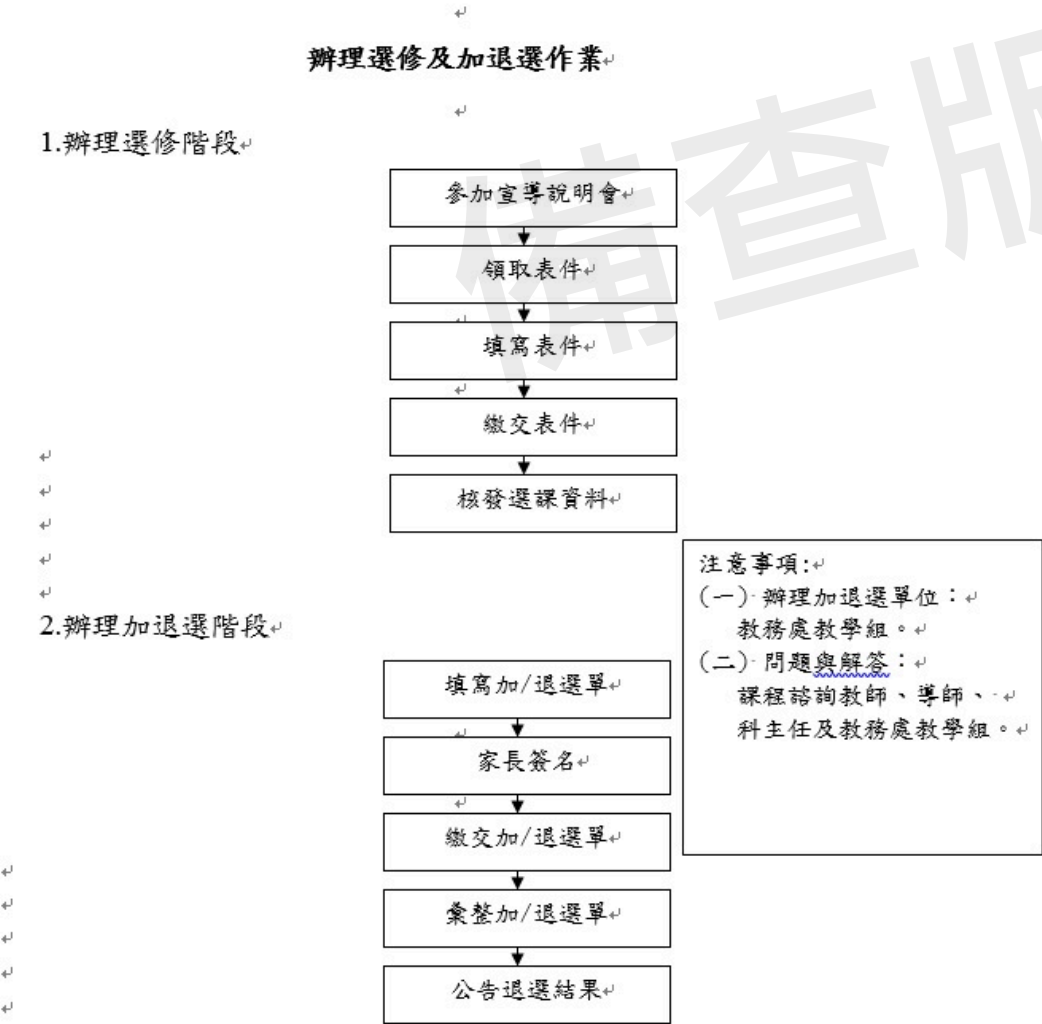 辦理選修及加退選作業
1.辦理選修階段
參加宣導說明會
領取表件
填寫表件
繳交表件
核發選課資料
2.辦理加退選階段
填寫加/退選單
家長簽名
繳交加/退選單
彙整加/退選單
公告退選結果
注意事項:
(一) 辦理加退選單位：
教務處教學組。
(二) 問題與解答：
課程諮詢教師、導師、
科主任及教務處教學組。
備查版